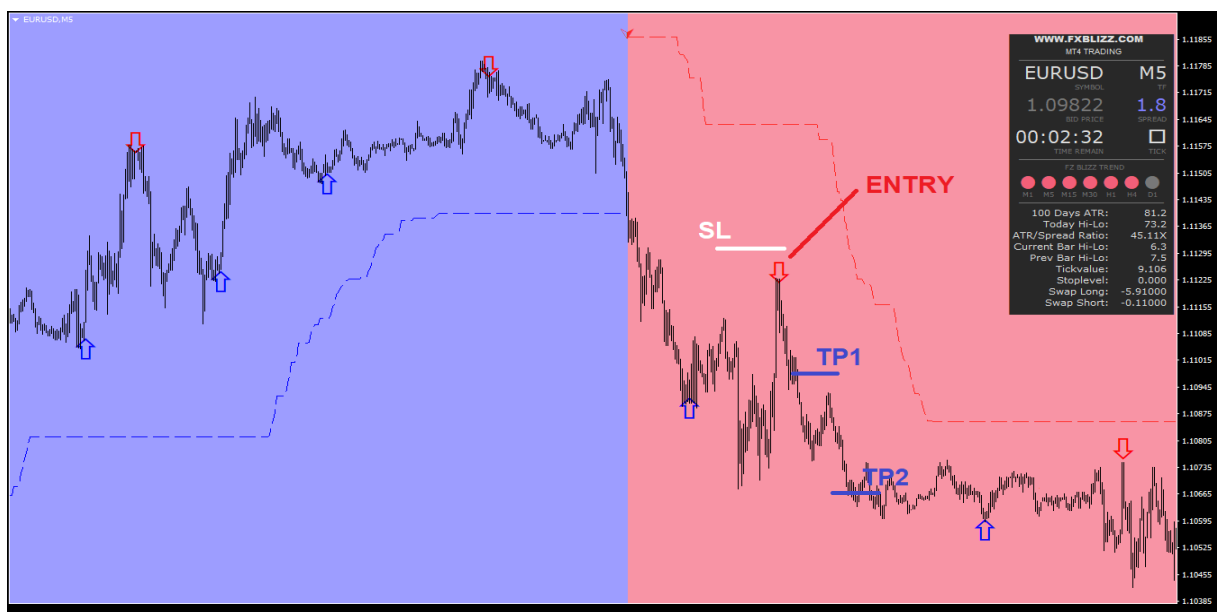 EURUSD,M5
WWW.FXBLIZZ.COM
MT4 TRADING
EURUSD M5
SYMBOL TF
1.09822 1.8
BID PRICE SPREAD
00:02:32
TIME REMAIN TICK
FZ BLIZZ TREND
M1 M5 M15 M30 H1 H4 D1
100 Days ATR: 81.2
Today Hi-Lo: 73.2
ATR/Spread Ratio: 45.11X
Current Bar Hi-Lo: 6.3
Prev Bar Hi-Lo: 7.5
Tickvalue: 9.106
Stoplevel: 0.000
Swap Long: -5.91000
Swap Short: -0.11000
ENTRY
SL
TP1
TP2
1.11855
1.11785
1.11715
1.11645
1.11575
1.11505
1.11435
1.11365
1.11295
1.11225
1.11155
1.11085
1.11015
1.10945
1.10875
1.10805
1.10735
1.10665
1.10595
1.10525
1.10455
1.10385